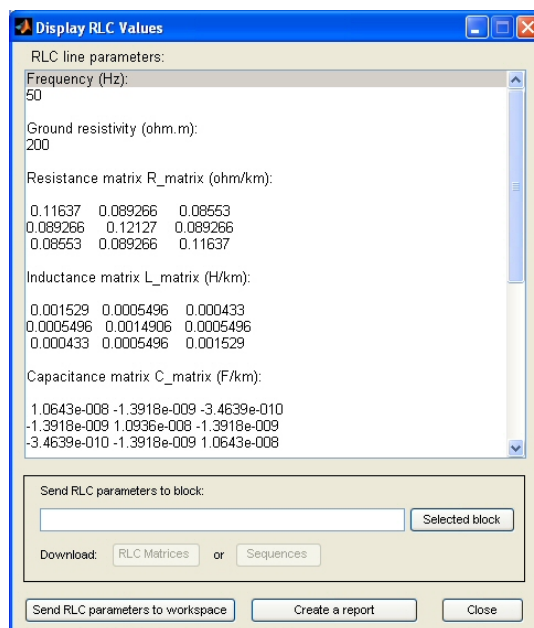 Display RLC Values
RLC line parameters:
Frequency (Hz):
50
Ground resistivity (ohm.m):
200
Resistance matrix R_matrix (ohm/km):
0.11637 0.089266 0.08553
0.089266 0.12127 0.089266
0.08553 0.089266 0.11637
Inductance matrix L_matrix (H/km):
0.001529 0.0005496 0.000433
0.0005496 0.0014906 0.0005496
0.000433 0.0005496 0.001529
Capacitance matrix C_matrix (F/km):
1.0643e-008 -1.3918e-009 -3.4639e-010
-1.3918e-009 1.0936e-008 -1.3918e-009
-3.4639e-010 -1.3918e-009 1.0643e-008
Send RLC parameters to block:
Selected block
Download: RLC Matrices or Sequences
Send RLC parameters to workspace Create a report Close